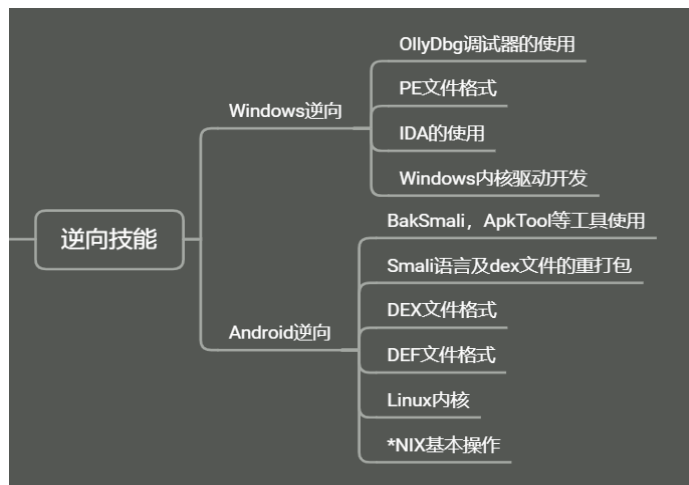 逆向技能
Windows逆向
OllyDbg调试器的使用
PE文件格式
IDA的使用
Windows内核驱动开发
Android逆向
BakSmali，ApkTool等工具使用
Smali语言及dex文件的重打包
DEX文件格式
DEF文件格式
Linux内核
*NIX基本操作